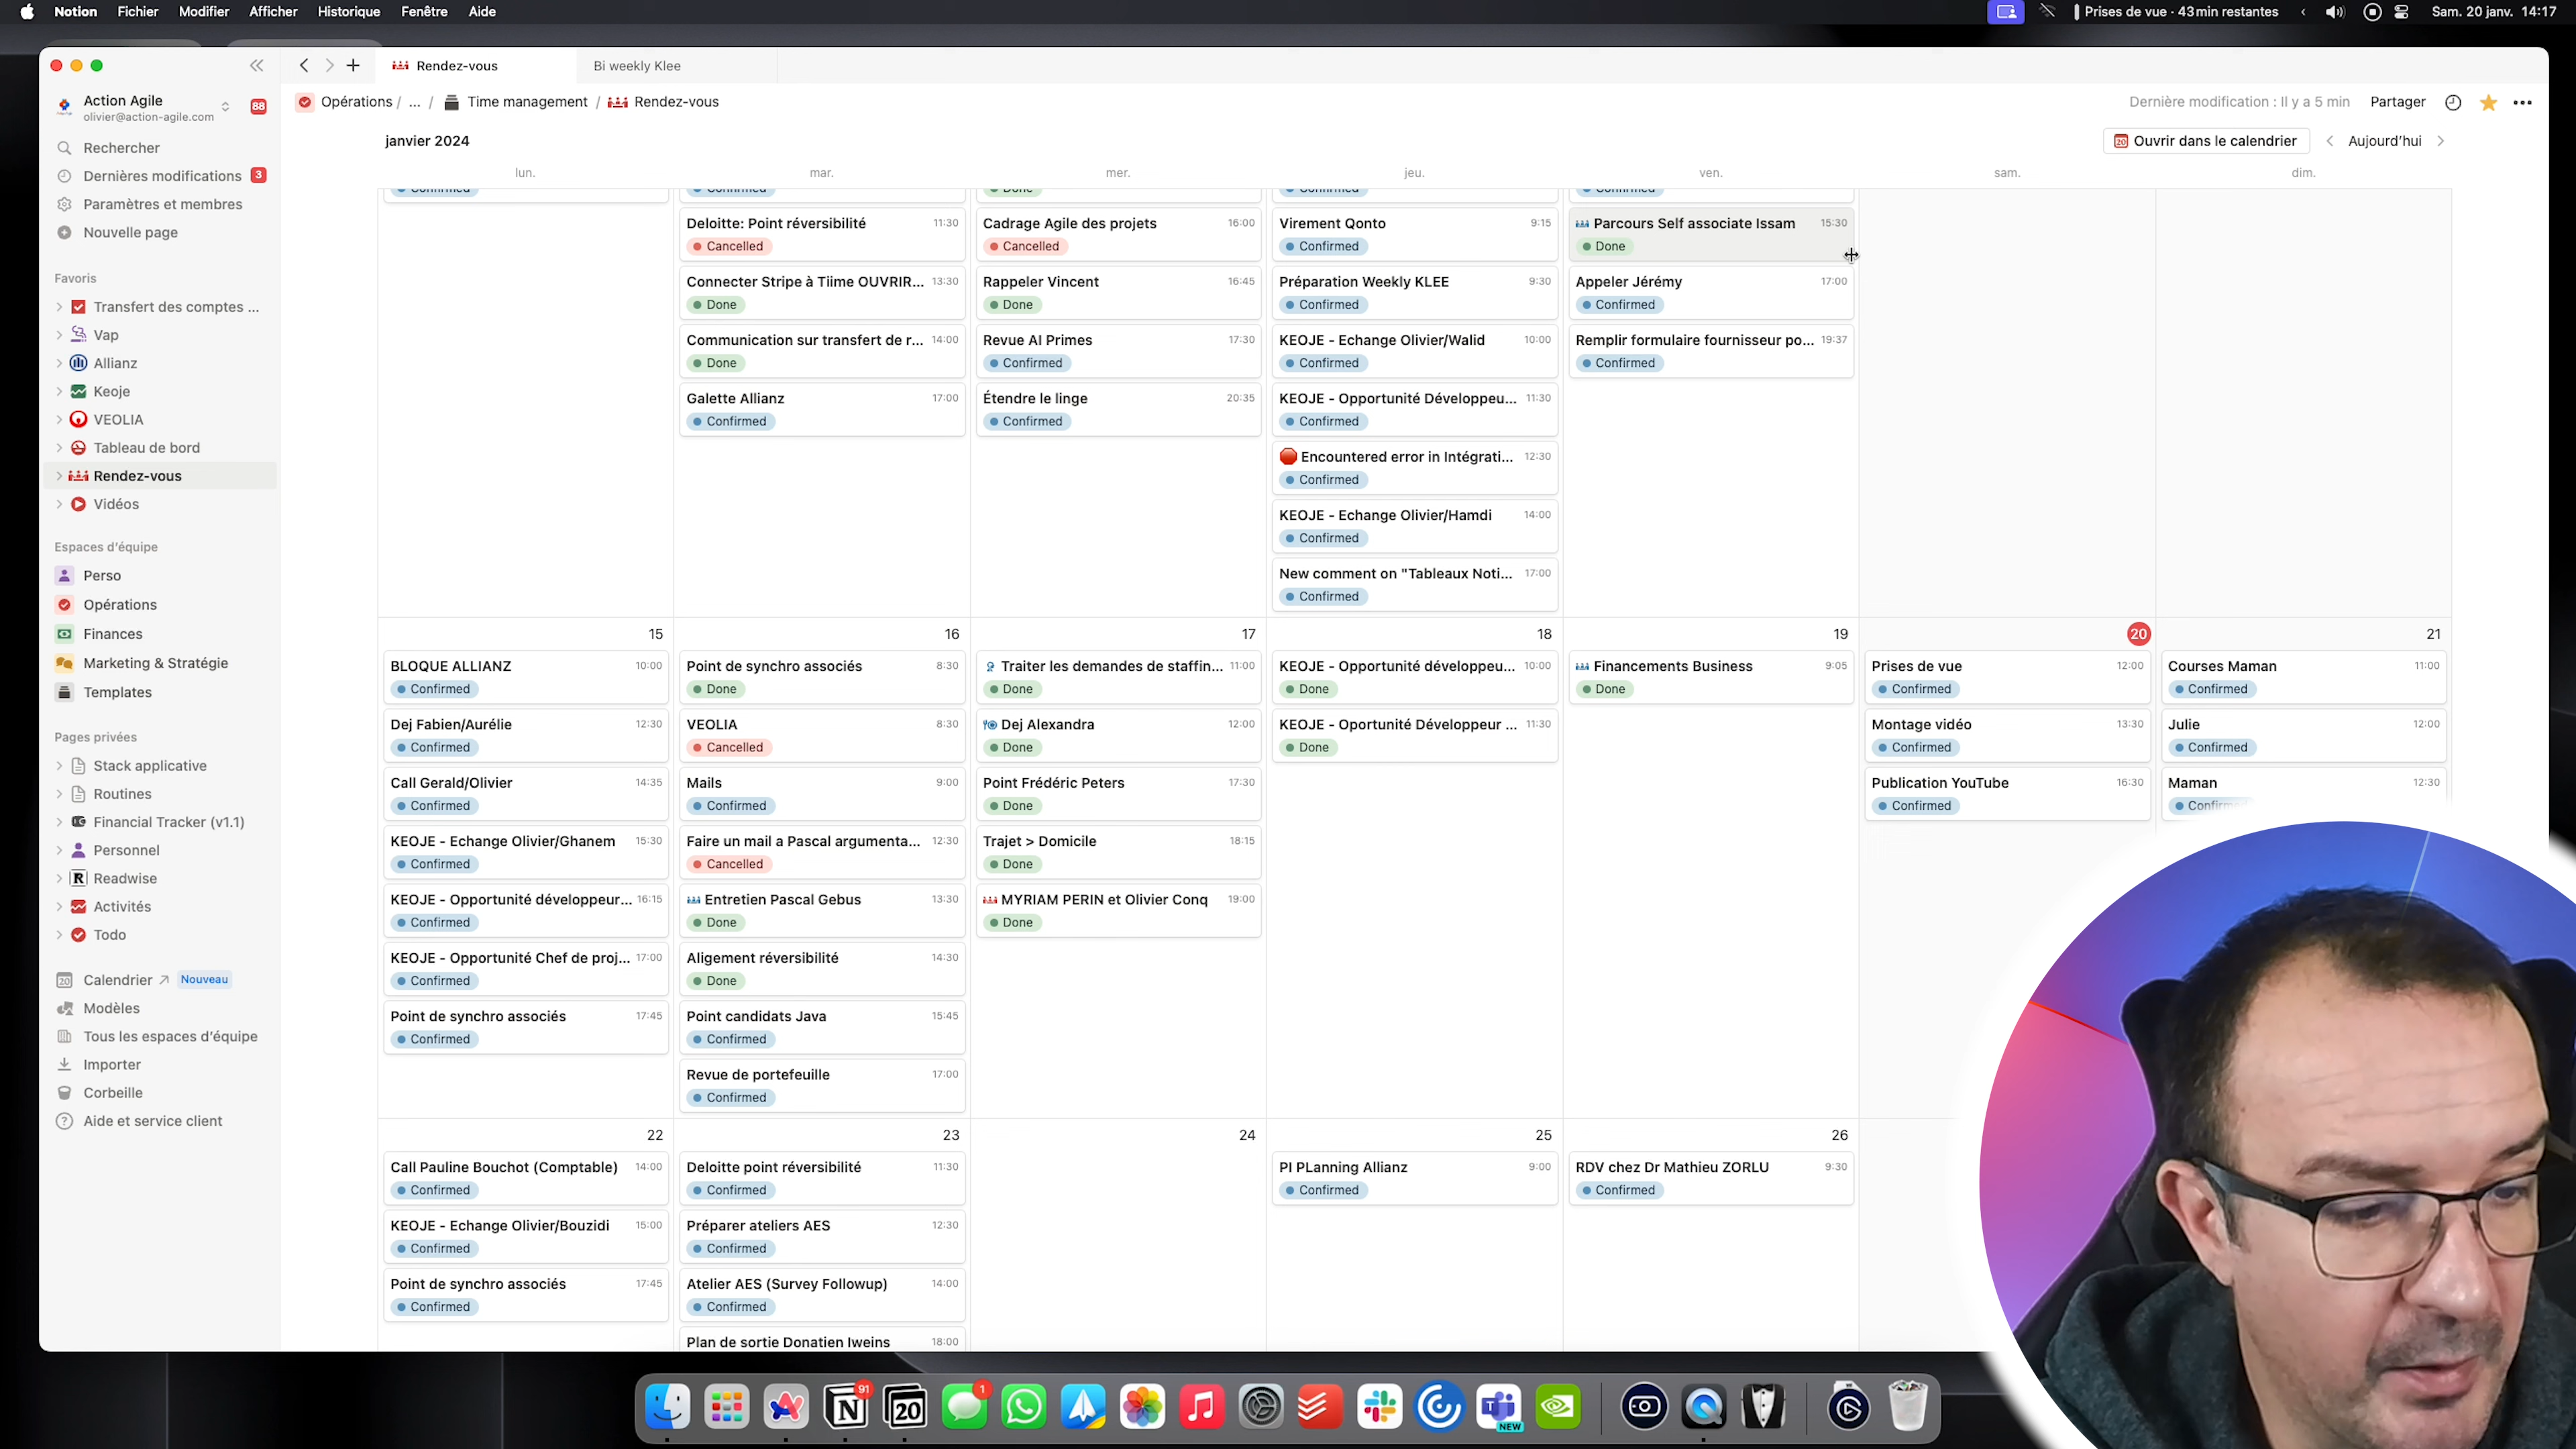 Notion Fichier Modifier Afficher Historique Fenêtre Aide
Prises de vue · 43 min restantes
Sam. 20 janv. 14:17
Rendez-vous
Bi weekly Klee
Action Agile
olivier@action-agile.com
88
Opérations / ... / Time management / Rendez-vous
Dernière modification : Il y a 5 min
Partager
Rechercher
Dernières modifications 3
Paramètres et membres
Nouvelle page
Favoris
Transfert des comptes ...
Vap
Allianz
Keoje
VEOLIA
Tableau de bord
Rendez-vous
Vidéos
Espaces d'équipe
Perso
Opérations
Finances
Marketing & Stratégie
Templates
Pages privées
Stack applicative
Routines
Financial Tracker (v1.1)
Personnel
Readwise
Activités
Todo
Calendrier ↗ Nouveau
Modèles
Tous les espaces d'équipe
Importer
Corbeille
Aide et service client
janvier 2024
Ouvrir dans le calendrier
Aujourd'hui
lun. mar. mer. jeu. ven. sam. dim.
Deloitte: Point réversibilité 11:30
Cancelled
Connecter Stripe à Tiime OUVRIR... 13:30
Done
Communication sur transfert de r... 14:00
Done
Galette Allianz 17:00
Confirmed
Cadrage Agile des projets 16:00
Cancelled
Rappeler Vincent 16:45
Done
Revue AI Primes 17:30
Confirmed
Étendre le linge 20:35
Confirmed
Virement Qonto 9:15
Confirmed
Préparation Weekly KLEE 9:30
Confirmed
KEOJE - Echange Olivier/Walid 10:00
Confirmed
KEOJE - Opportunité Développeu... 11:30
Confirmed
Encountered error in Intégrati... 12:30
Confirmed
KEOJE - Echange Olivier/Hamdi 14:00
Confirmed
New comment on "Tableaux Noti... 17:00
Confirmed
Parcours Self associate Issam 15:30
Done
Appeler Jérémy 17:00
Confirmed
Remplir formulaire fournisseur po... 19:37
Confirmed
15
BLOQUE ALLIANZ 10:00
Confirmed
Dej Fabien/Aurélie 12:30
Confirmed
Call Gerald/Olivier 14:35
Confirmed
KEOJE - Echange Olivier/Ghanem 15:30
Confirmed
KEOJE - Opportunité développeur... 16:15
Confirmed
KEOJE - Opportunité Chef de proj... 17:00
Confirmed
Point de synchro associés 17:45
Confirmed
16
Point de synchro associés 8:30
Done
VEOLIA 8:30
Cancelled
Mails 9:00
Confirmed
Faire un mail a Pascal argumenta... 12:30
Cancelled
Entretien Pascal Gebus 13:30
Done
Aligement réversibilité 14:30
Done
Point candidats Java 15:45
Confirmed
Revue de portefeuille 17:00
Confirmed
17
Traiter les demandes de staffin... 11:00
Done
Dej Alexandra 12:00
Done
Point Frédéric Peters 17:30
Done
Trajet > Domicile 18:15
Done
MYRIAM PERIN et Olivier Conq 19:00
Done
18
KEOJE - Opportunité développeu... 10:00
Done
KEOJE - Oportunité Développeur ... 11:30
Done
19
Financements Business 9:05
Done
20
Prises de vue 12:00
Confirmed
Montage vidéo 13:30
Confirmed
Publication YouTube 16:30
Confirmed
21
Courses Maman 11:00
Confirmed
Julie 12:00
Confirmed
Maman 12:30
22
Call Pauline Bouchot (Comptable) 14:00
Confirmed
KEOJE - Echange Olivier/Bouzidi 15:00
Confirmed
Point de synchro associés 17:45
Confirmed
23
Deloitte point réversibilité 11:30
Confirmed
Préparer ateliers AES 12:30
Confirmed
Atelier AES (Survey Followup) 14:00
Confirmed
Plan de sortie Donatien Iweins 18:00
24
25
PI PLanning Allianz 9:00
Confirmed
26
RDV chez Dr Mathieu ZORLU 9:30
Confirmed
91
20
1
NEW